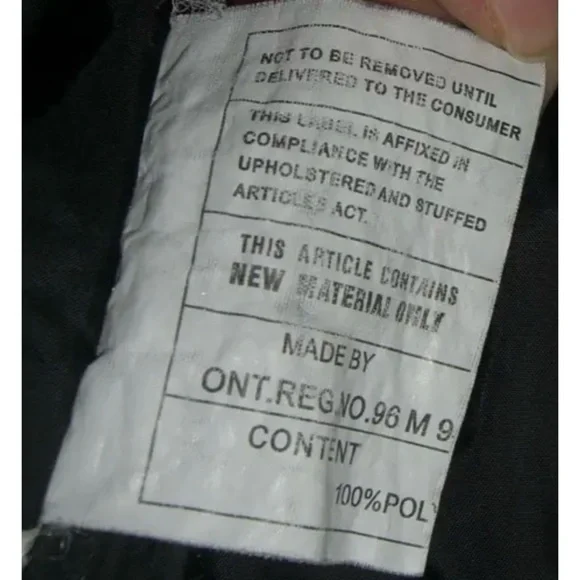 NOT TO BE REMOVED UNTIL
DELIVERED TO THE CONSUMER
THIS LABEL IS AFFIXED IN
COMPLIANCE WITH THE
UPHOLSTERED AND STUFFED
ARTICLES ACT.
THIS ARTICLE CONTAINS
NEW MATERIAL ONLY
MADE BY
ONT.REG.NO.96 M 9
CONTENT
100%POLY